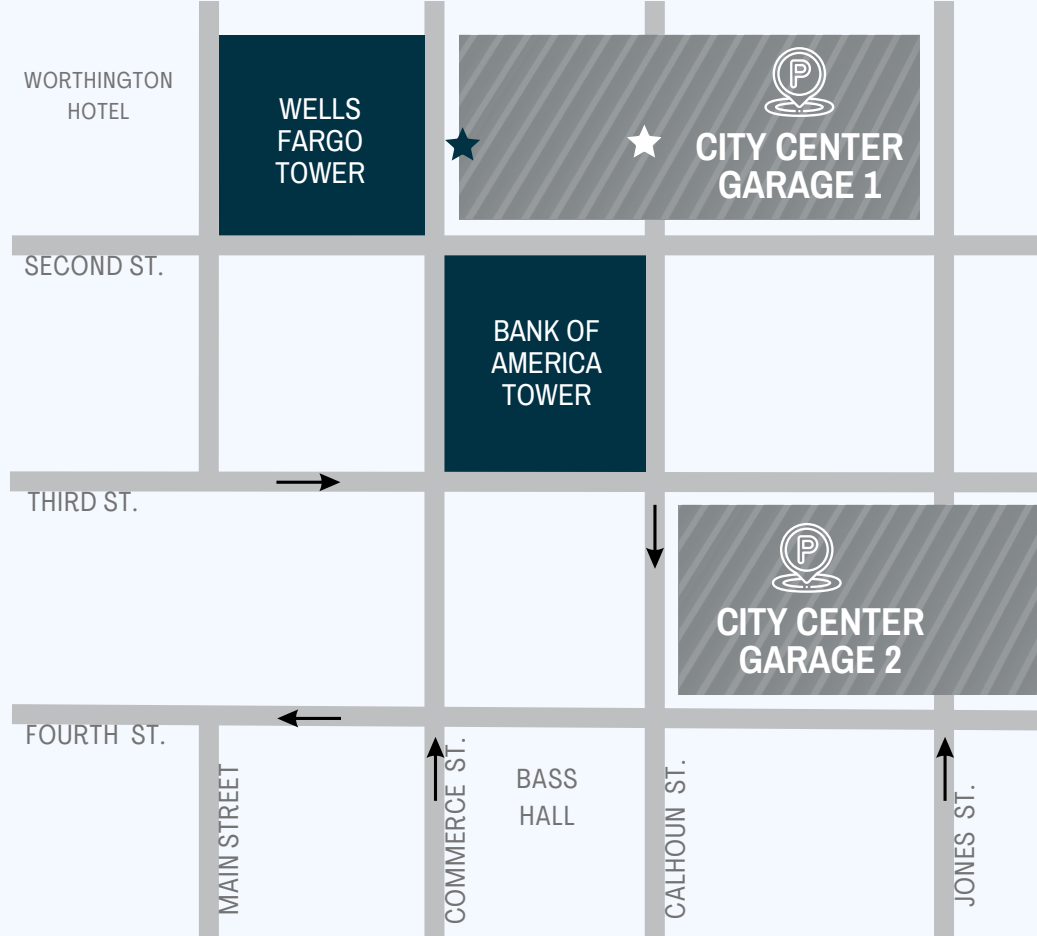 WORTHINGTON
HOTEL
WELLS
FARGO
TOWER
P
CITY CENTER
GARAGE 1
SECOND ST.
BANK OF
AMERICA
TOWER
THIRD ST.
P
CITY CENTER
GARAGE 2
FOURTH ST.
MAIN STREET
COMMERCE ST.
BASS
HALL
CALHOUN ST.
JONES ST.